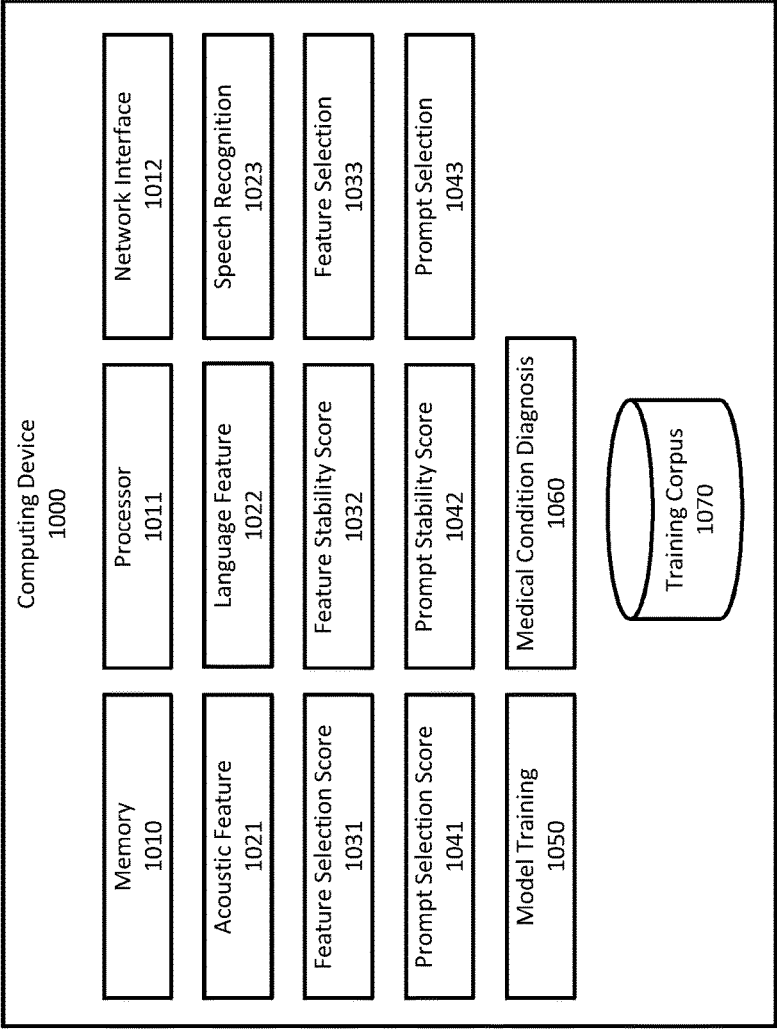 Computing Device
1000
Memory
1010
Processor
1011
Network Interface
1012
Acoustic Feature
1021
Language Feature
1022
Speech Recognition
1023
Feature Selection Score
1031
Feature Stability Score
1032
Feature Selection
1033
Prompt Selection Score
1041
Prompt Stability Score
1042
Prompt Selection
1043
Model Training
1050
Medical Condition Diagnosis
1060
Training Corpus
1070